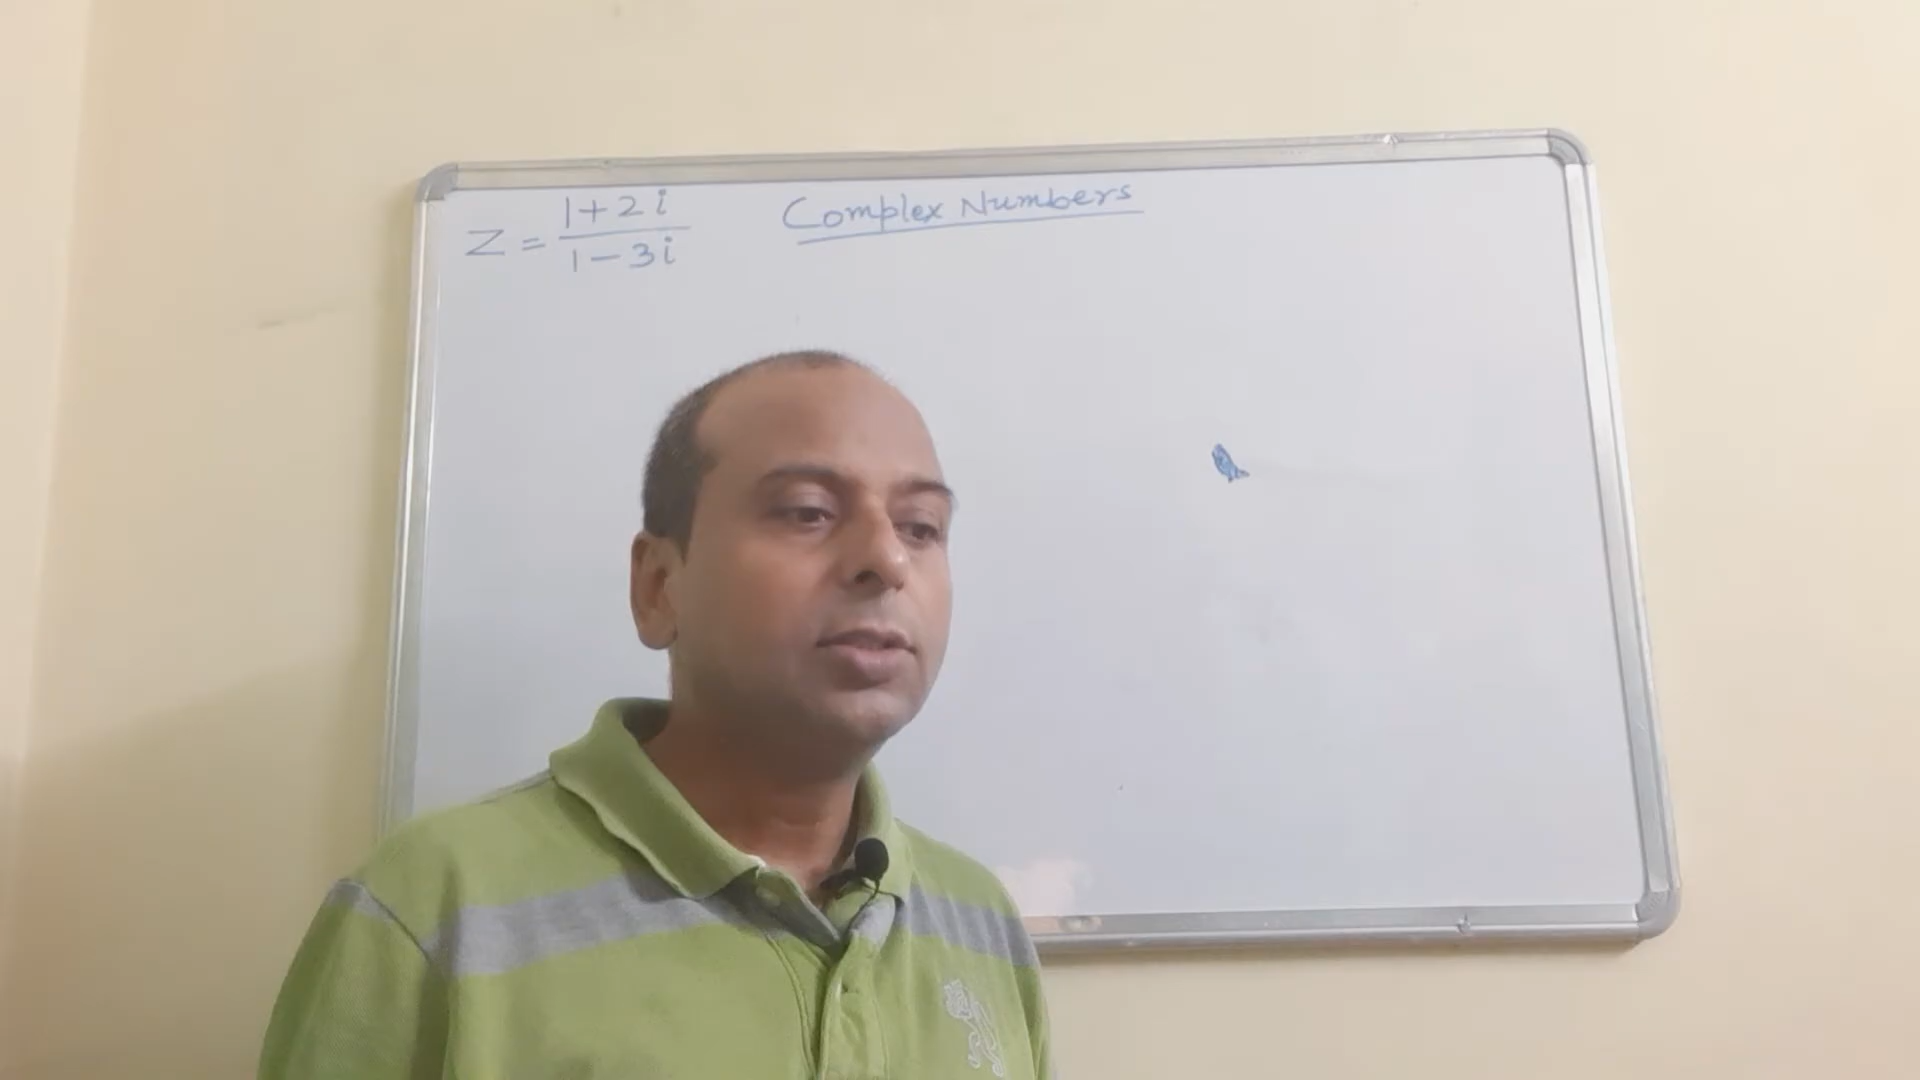 Z = 1+2i / 1-3i
Complex Numbers